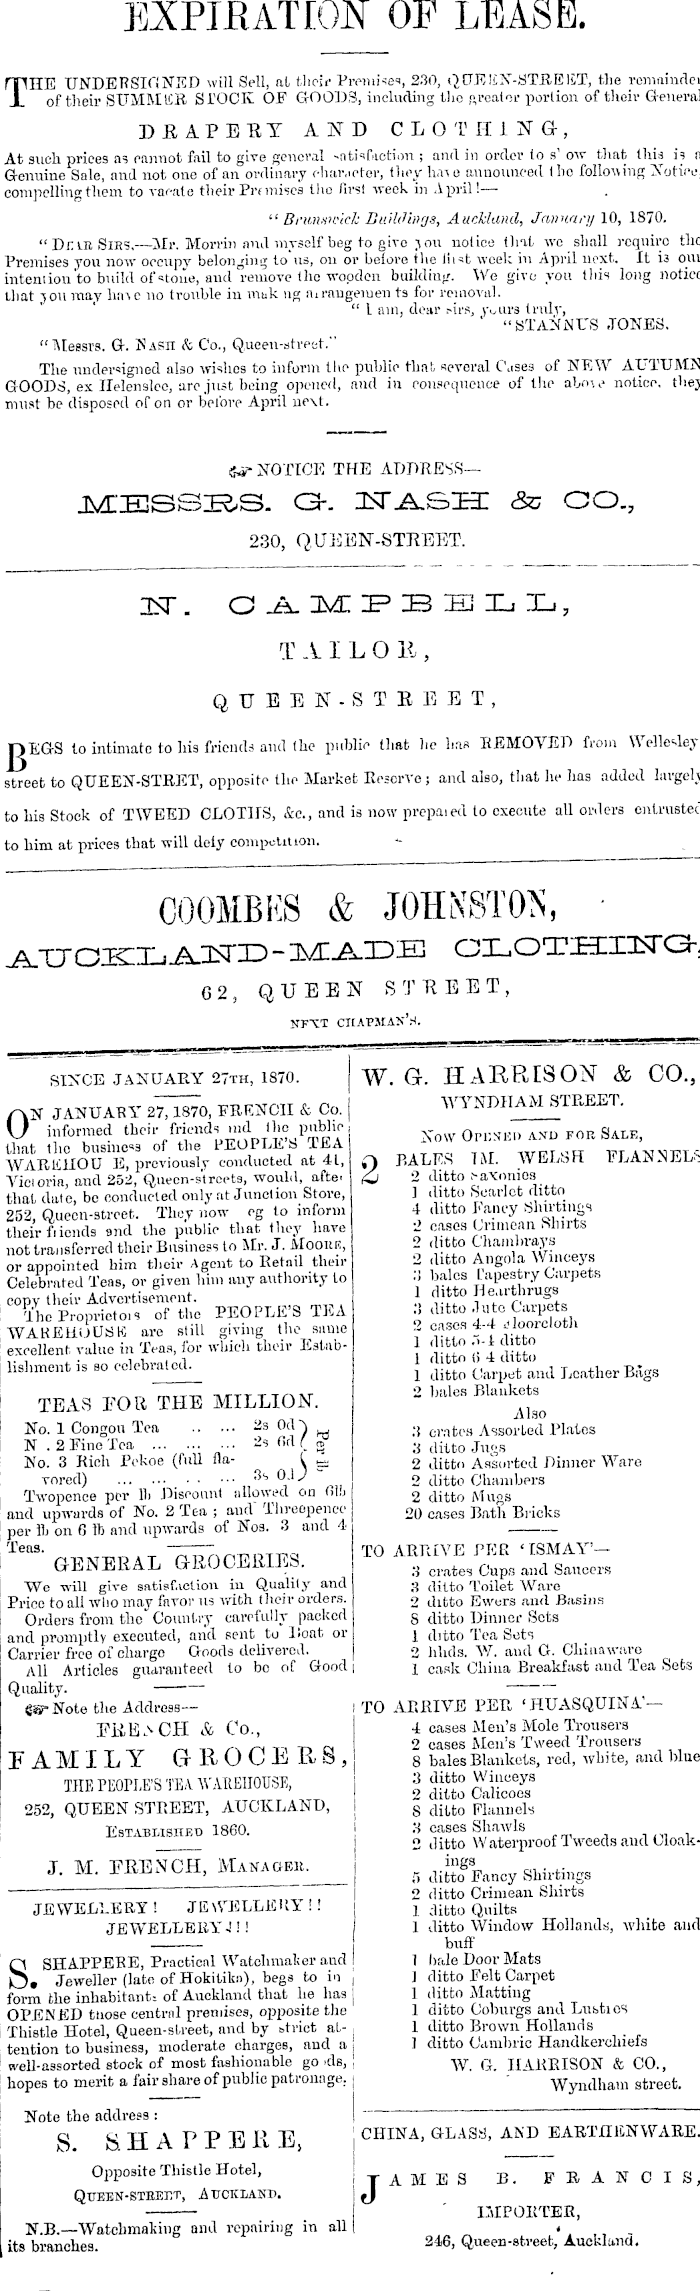 EXPIRATION OF LEASE.
THE UNDERSIGNED will Sell, at their Premises, 230, QUEEN-STREET, the remainder
of their SUMMER STOCK OF GOODS, including the greater portion of their General
DRAPERY AND CLOTHING,
At such prices as cannot fail to give general satisfaction; and in order to s' ow that this is a
Genuine Sale, and not one of an ordinary character, they have announced the following Notice,
compelling them to vacate their Premises the first week in April!—
"Brunswick Buildings, Auckland, January 10, 1870.
"DEAR SIRS,—Mr. Morrin and myself beg to give you notice that we shall require the
Premises you now occupy belonging to us, on or before the first week in April next. It is our
intention to build of stone, and remove the wooden building. We give you this long notice
that you may have no trouble in mak ng arrangements for removal.
"I am, dear sirs, yours truly,
"STANNUS JONES.
"Messrs. G. NASH & Co., Queen-street."
The undersigned also wishes to inform the public that several Cases of NEW AUTUMN
GOODS, ex Helenslee, are just being opened, and in consequence of the above notice, they
must be disposed of on or before April next.
☞ NOTICE THE ADDRESS—
MESSRS. G. NASH & CO.,
230, QUEEN-STREET.
N. CAMPBELL,
TAILOR,
QUEEN-STREET,
BEGS to intimate to his friends and the public that he has REMOVED from Wellesley
street to QUEEN-STRET, opposite the Market Reserve; and also, that he has added largely
to his Stock of TWEED CLOTHS, &c., and is now prepared to execute all orders entrusted
to him at prices that will defy competition.
COOMBES & JOHNSTON,
AUCKLAND-MADE CLOTHING,
62, QUEEN STREET,
NEXT CHAPMAN'S.
SINCE JANUARY 27TH, 1870.
ON JANUARY 27, 1870, FRENCH & Co.
informed their friends and the public
that the business of the PEOPLE'S TEA
WAREHOU E, previously conducted at 41,
Victoria, and 252, Queen-streets, would, after
that date, be conducted only at Junction Store,
252, Queen-street. They now eg to inform
their friends and the public that they have
not transferred their Business to Mr. J. MOORE,
or appointed him their Agent to Retail their
Celebrated Teas, or given him any authority to
copy their Advertisement.
The Proprietors of the PEOPLE'S TEA
WAREHOUSE are still giving the same
excellent value in Teas, for which their Estab-
lishment is so celebrated.
TEAS FOR THE MILLION.
No. 1 Congou Tea .. ... 2s 0d
N . 2 Fine Tea ... ... ... 2s 6d
No. 3 Rich Pekoe (full fla-
vored) ... ... .. ... 3s 0d
Per lb.
Twopence per lb Discount allowed on 6lb
and upwards of No. 2 Tea; and Threepence
per lb on 6 lb and upwards of Nos. 3 and 4
Teas.
GENERAL GROCERIES.
We will give satisfaction in Quality and
Price to all who may favor us with their orders.
Orders from the Country carefully packed
and promptly executed, and sent to Boat or
Carrier free of charge Goods delivered.
All Articles guaranteed to be of Good
Quality.
☞ Note the Address—
FRENCH & Co.,
FAMILY GROCERS,
THE PEOPLE'S TEA WAREHOUSE,
252, QUEEN STREET, AUCKLAND,
ESTABLISHED 1860.
J. M. FRENCH, MANAGER.
JEWELLERY! JEWELLERY!!
JEWELLERY!!!
S. SHAPPERE, Practical Watchmaker and
Jeweller (late of Hokitika), begs to in
form the inhabitants of Auckland that he has
OPENED those central premises, opposite the
Thistle Hotel, Queen-street, and by strict at-
tention to business, moderate charges, and a
well-assorted stock of most fashionable go ds,
hopes to merit a fair share of public patronage.
Note the address:
S. SHAPPERE,
Opposite Thistle Hotel,
QUEEN-STREET, AUCKLAND.
N.B.—Watchmaking and repairing in all
its branches.
W. G. HARRISON & CO.,
WYNDHAM STREET.
NOW OPENED AND FOR SALE,
2 BALES IM. WELSH FLANNELS
2 ditto Saxonies
1 ditto Scarlet ditto
4 ditto Fancy Shirtings
2 cases Crimean Shirts
2 ditto Chambrays
2 ditto Angola Winceys
3 bales Tapestry Carpets
1 ditto Hearthrugs
3 ditto Jute Carpets
2 cases 4-4 Floorcloth
1 ditto 5-4 ditto
1 ditto 6 4 ditto
1 ditto Carpet and Leather Bags
2 bales Blankets
Also
3 crates Assorted Plates
3 ditto Jugs
2 ditto Assorted Dinner Ware
2 ditto Chambers
2 ditto Mugs
20 cases Bath Bricks
TO ARRIVE PER 'ISMAY'—
3 crates Cups and Saucers
3 ditto Toilet Ware
2 ditto Ewers and Basins
8 ditto Dinner Sets
1 ditto Tea Sets
2 hhds. W. and G. Chinaware
1 cask China Breakfast and Tea Sets
TO ARRIVE PER 'HUASQUINA'—
4 cases Men's Mole Trousers
2 cases Men's Tweed Trousers
8 bales Blankets, red, white, and blue
3 ditto Winceys
2 ditto Calicoes
8 ditto Flannels
3 cases Shawls
2 ditto Waterproof Tweeds and Cloak-
ings
5 ditto Fancy Shirtings
2 ditto Crimean Shirts
1 ditto Quilts
1 ditto Window Hollands, white and
buff
1 bale Door Mats
1 ditto Felt Carpet
1 ditto Matting
1 ditto Coburgs and Lustres
1 ditto Brown Hollands
1 ditto Cambric Handkerchiefs
W. G. HARRISON & CO.,
Wyndham street.
CHINA, GLASS, AND EARTHENWARE.
JAMES B. FRANCIS,
IMPORTER,
246, Queen-street, Auckland.